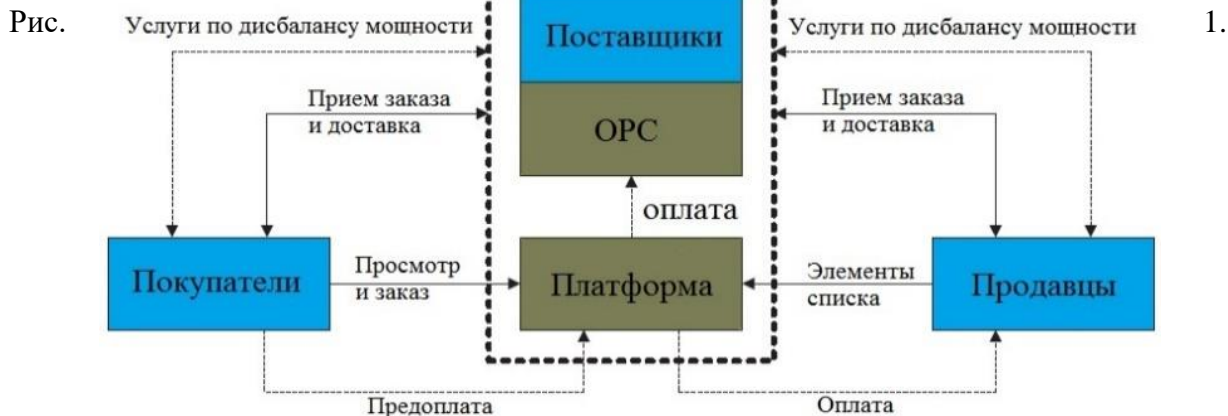 Рис.
1.
Услуги по дисбалансу мощности
Поставщики
Услуги по дисбалансу мощности
Прием заказа
и доставка
ОРС
Прием заказа
и доставка
оплата
Покупатели
Просмотр
и заказ
Платформа
Элементы
списка
Продавцы
Предоплата
Оплата